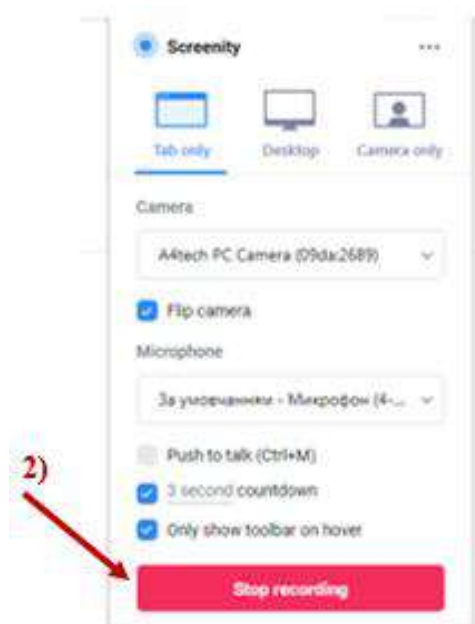 Screenity
Tab only Desktop Camera only
Camera
A4tech PC Camera (09da:2689)
Flip camera
Microphone
За умовчанням - Микрофон (4-...
Push to talk (Ctrl+M)
3 second countdown
Only show toolbar on hover
2)
Stop recording